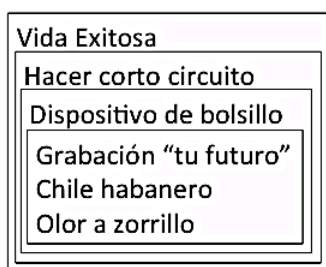 Vida Exitosa
Hacer corto circuito
Dispositivo de bolsillo
Grabación “tu futuro”
Chile habanero
Olor a zorrillo